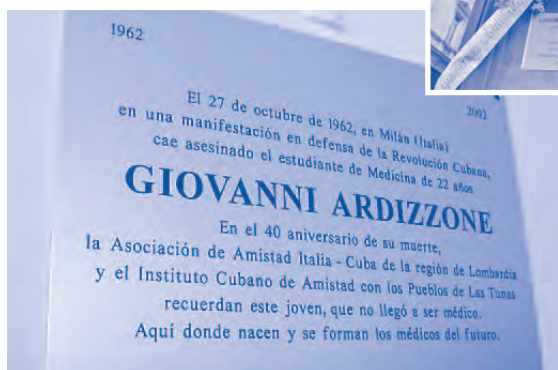 1962
2002
El 27 de octubre de 1962, en Milán (Italia)
en una manifestación en defensa de la Revolución Cubana,
cae asesinado el estudiante de Medicina de 22 años
GIOVANNI ARDIZZONE
En el 40 aniversario de su muerte,
la Asociación de Amistad Italia - Cuba de la región de Lombardía
y el Instituto Cubano de Amistad con los Pueblos de Las Tunas
recuerdan este joven, que no llegó a ser médico.
Aquí donde nacen y se forman los médicos del futuro.